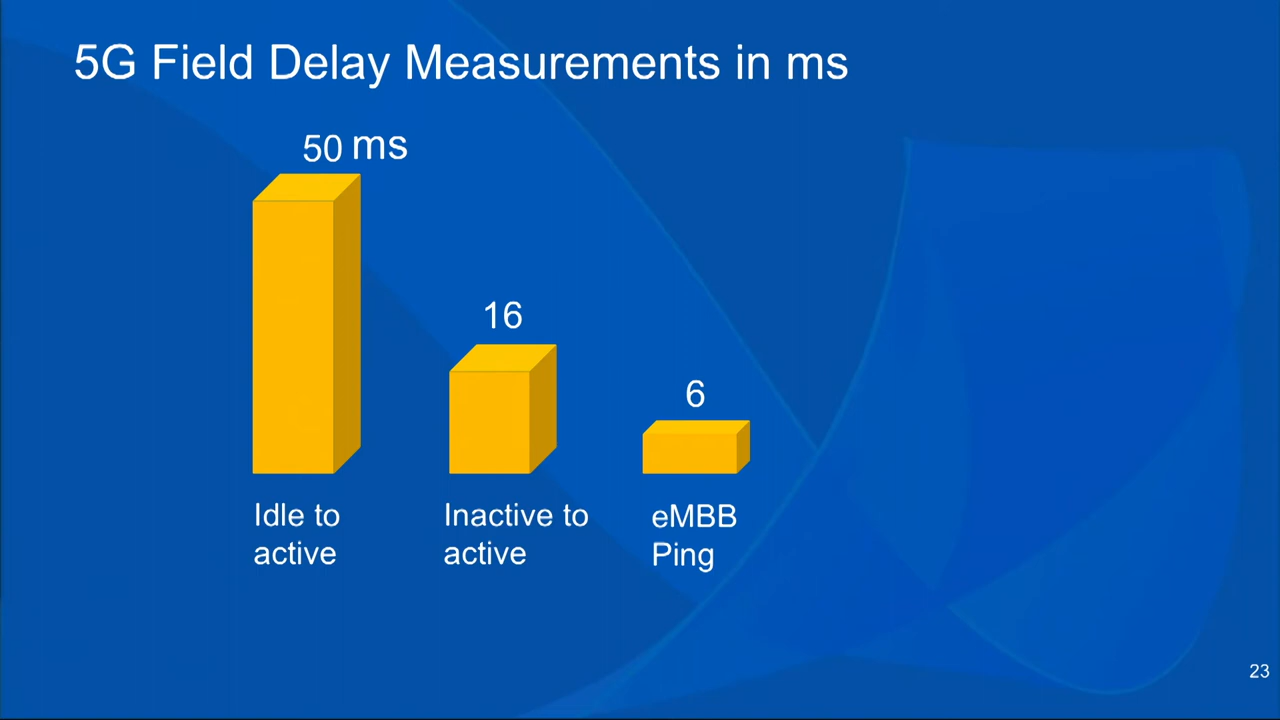 5G Field Delay Measurements in ms
50 ms
16
6
Idle to
active
Inactive to
active
eMBB
Ping
23